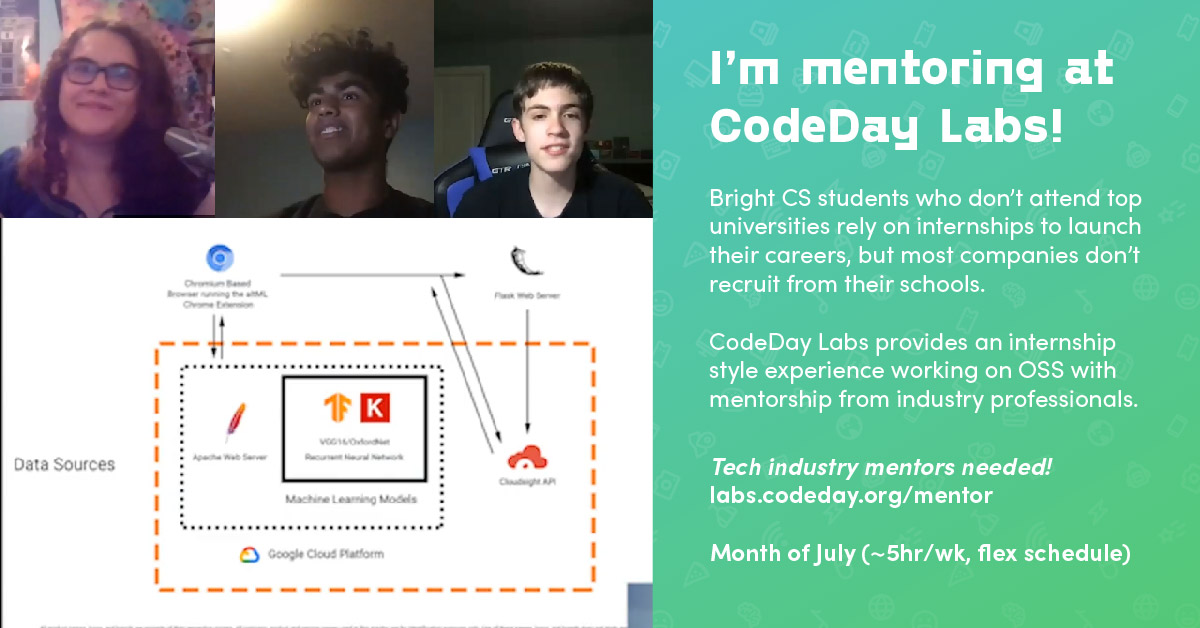 I'm mentoring at
CodeDay Labs!
Bright CS students who don't attend top
universities rely on internships to launch
their careers, but most companies don't
recruit from their schools.
CodeDay Labs provides an internship
style experience working on OSS with
mentorship from industry professionals.
Tech industry mentors needed!
labs.codeday.org/mentor
Month of July (~5hr/wk, flex schedule)
GTR
Chromium Based
Browser running the altML
Chrome Extension
Flask Web Server
K
VGG16/OxfordNet
Recurrent Neural Network
Apache Web Server
Machine Learning Models
Cloudsight API
Data Sources
Google Cloud Platform